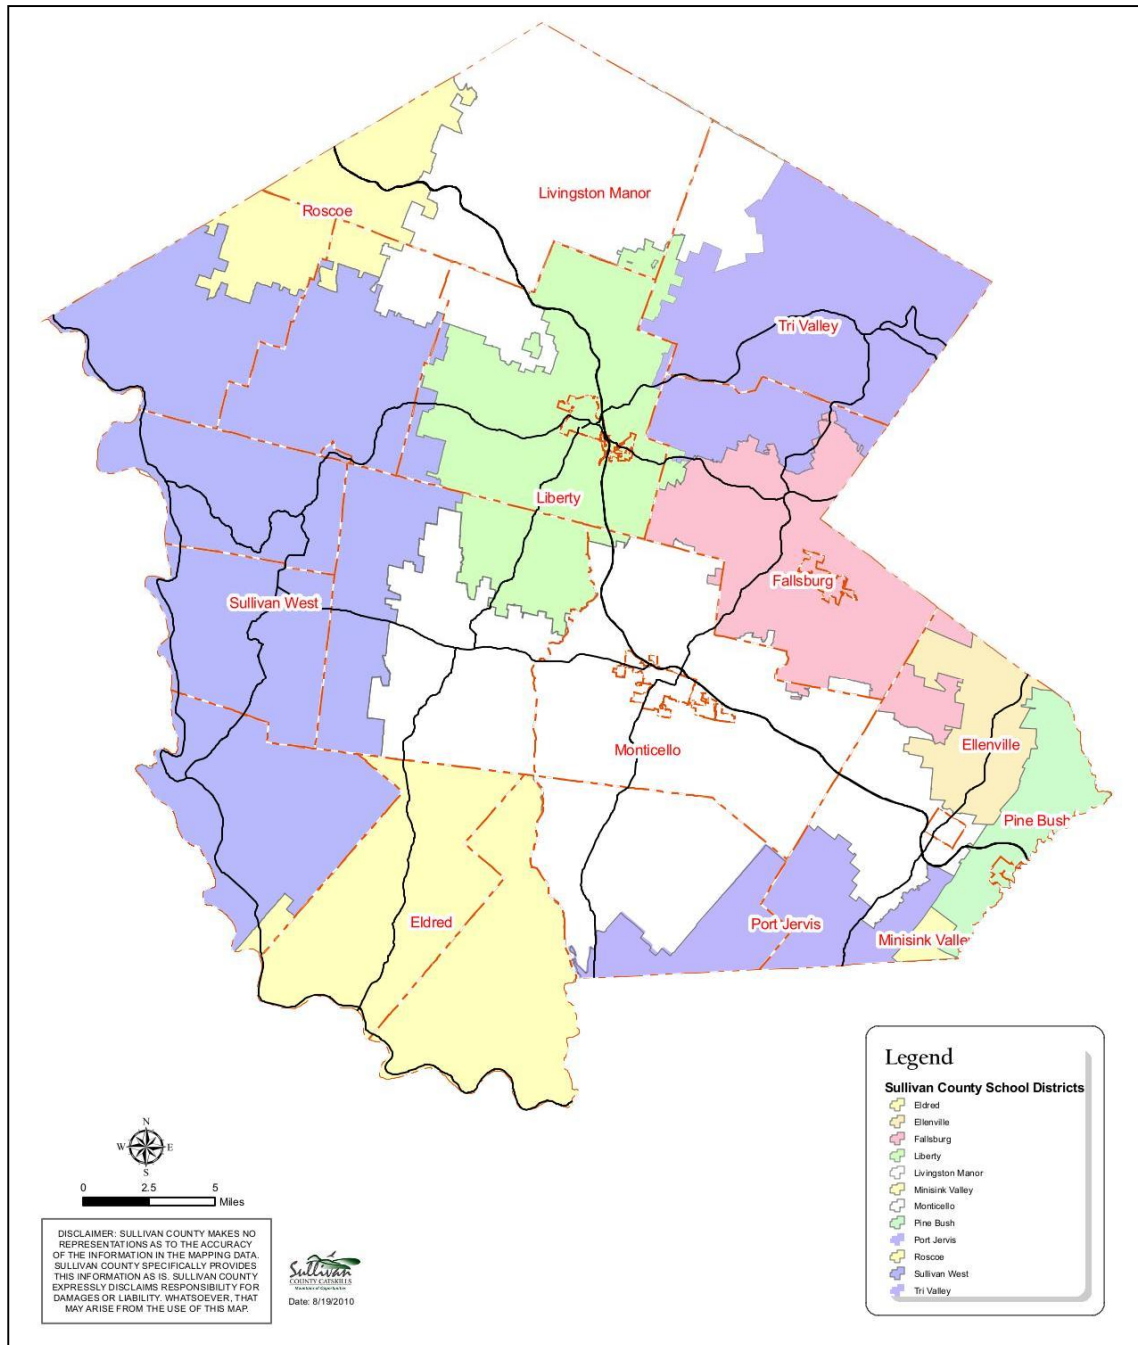 Livingston Manor
Roscoe
Tri Valley
Liberty
Fallsburg
Sullivan West
Ellenville
Monticello
Pine Bush
Eldred
Port Jervis
Minisink Valle
Legend
Sullivan County School Districts
Eldred
Ellenville
Fallsburg
Liberty
Livingston Manor
Minisink Valley
Monticello
Pine Bush
Port Jervis
Roscoe
Sullivan West
Tri Valley
N
W E
S
0 2.5 5
Miles
DISCLAIMER: SULLIVAN COUNTY MAKES NO
REPRESENTATIONS AS TO THE ACCURACY
OF THE INFORMATION IN THE MAPPING DATA.
SULLIVAN COUNTY SPECIFICALLY PROVIDES
THIS INFORMATION AS IS. SULLIVAN COUNTY
EXPRESSLY DISCLAIMS RESPONSIBILITY FOR
DAMAGES OR LIABILITY. WHATSOEVER, THAT
MAY ARISE FROM THE USE OF THIS MAP.
Sullivan
COUNTY CATSKILLS
Mountains of Opportunities
Date: 8/19/2010